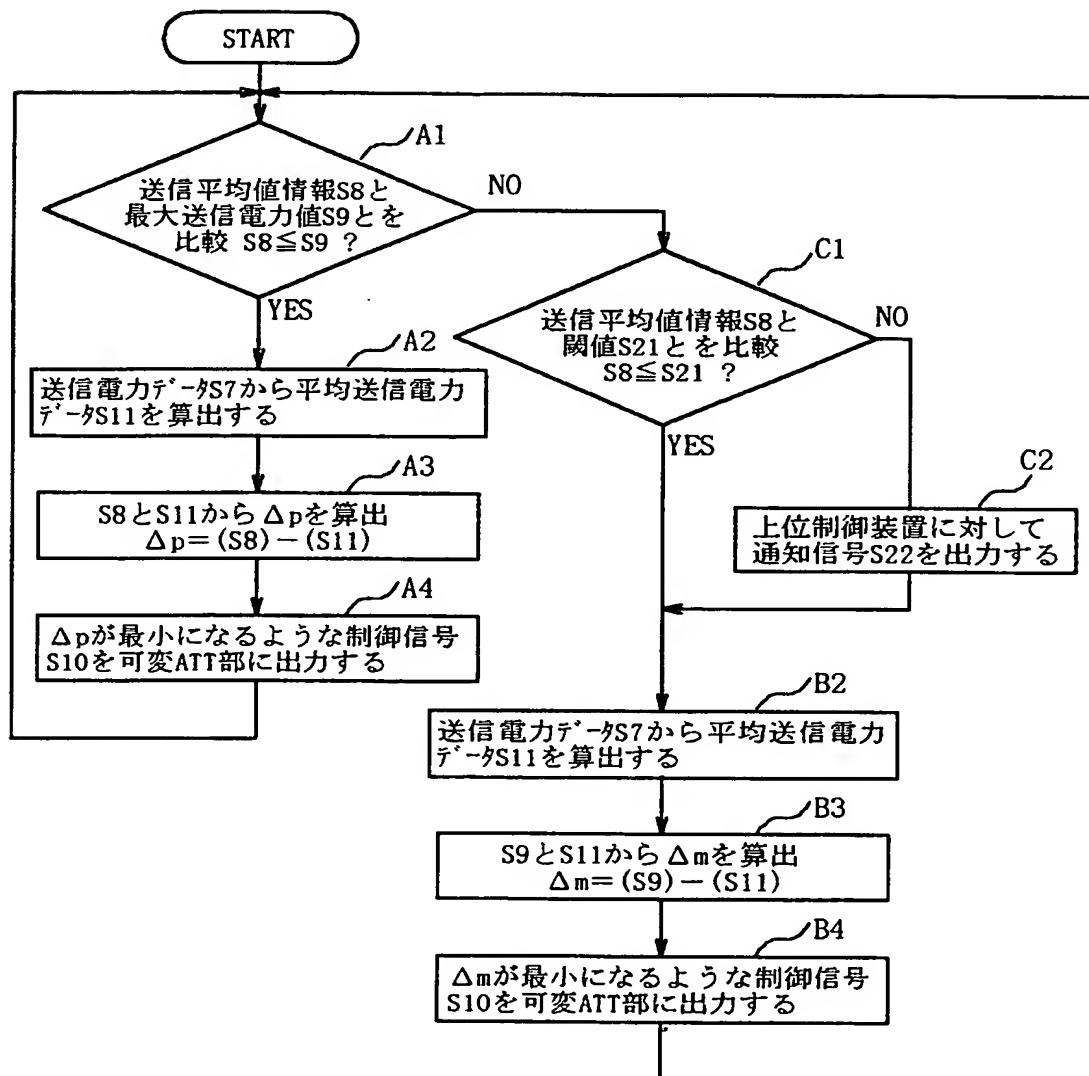 START
A1
送信平均値情報S8と
最大送信電力値S9とを
比較 S8≦S9 ?
NO
YES
A2
送信電力ﾃﾞｰﾀS7から平均送信電力
ﾃﾞｰﾀS11を算出する
A3
S8とS11からΔpを算出
Δp=(S8)-(S11)
A4
Δpが最小になるような制御信号
S10を可変ATT部に出力する
C1
送信平均値情報S8と
閾値S21とを比較
S8≦S21 ?
NO
YES
C2
上位制御装置に対して
通知信号S22を出力する
B2
送信電力ﾃﾞｰﾀS7から平均送信電力
ﾃﾞｰﾀS11を算出する
B3
S9とS11からΔmを算出
Δm=(S9)-(S11)
B4
Δmが最小になるような制御信号
S10を可変ATT部に出力する